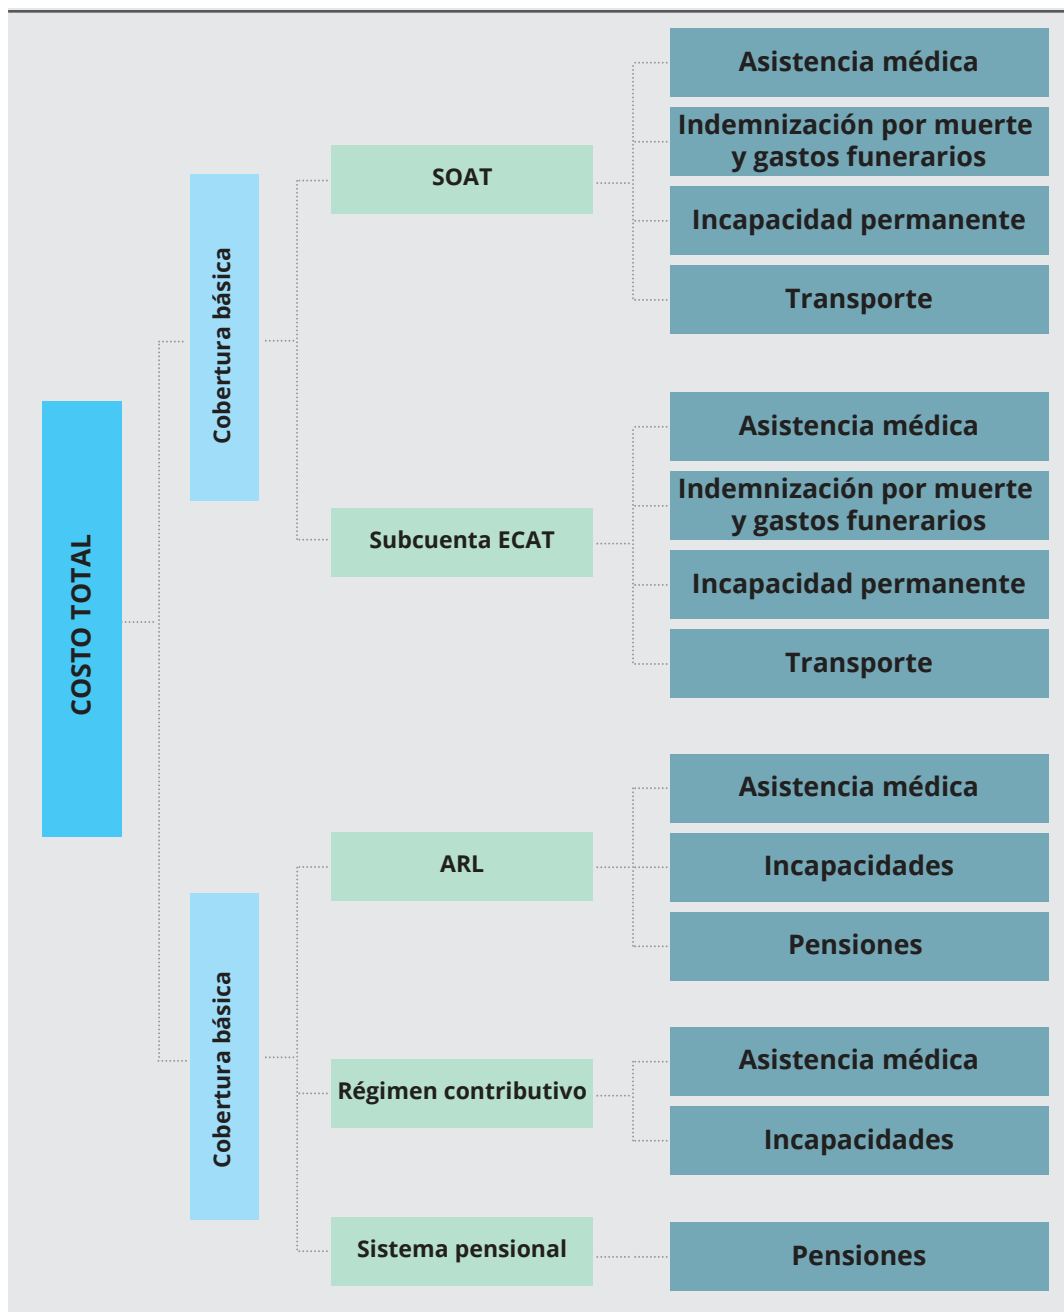 COSTO TOTAL
Cobertura básica
SOAT
Asistencia médica
Indemnización por muerte
y gastos funerarios
Incapacidad permanente
Transporte
Subcuenta ECAT
Asistencia médica
Indemnización por muerte
y gastos funerarios
Incapacidad permanente
Transporte
Cobertura básica
ARL
Asistencia médica
Incapacidades
Pensiones
Régimen contributivo
Asistencia médica
Incapacidades
Sistema pensional
Pensiones